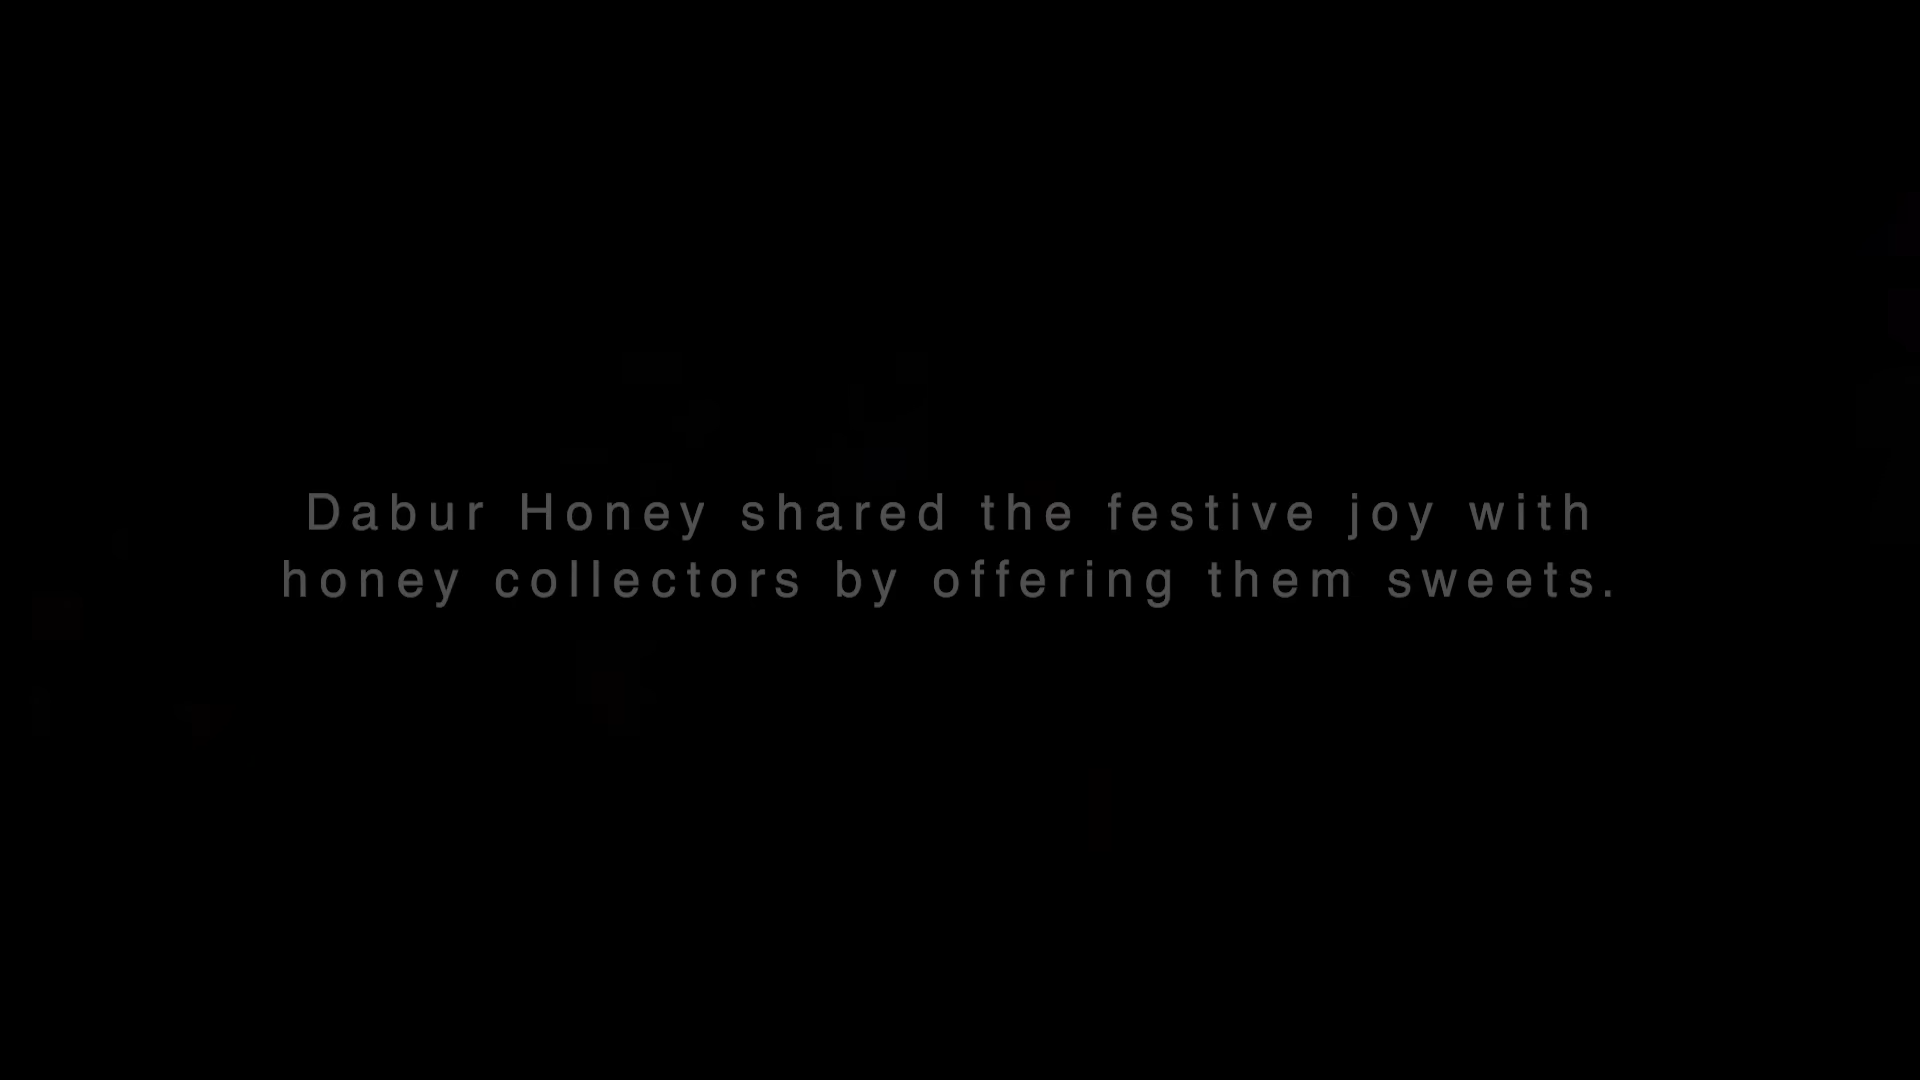 Dabur Honey shared the festive joy with
honey collectors by offering them sweets.